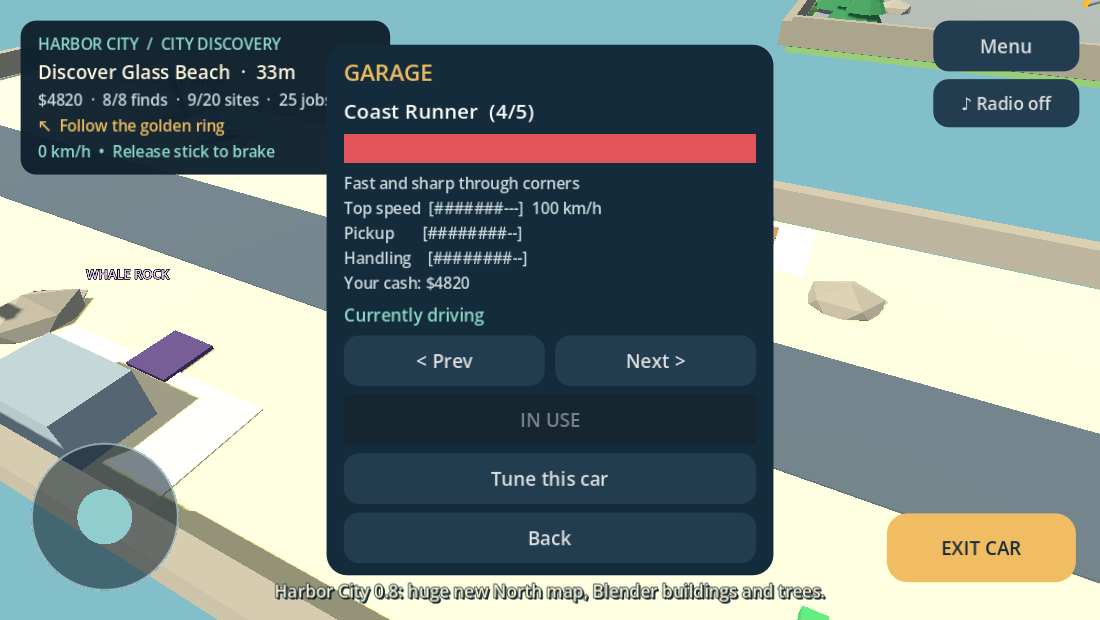 HARBOR CITY / CITY DISCOVERY
Discover Glass Beach · 33m
$4820 · 8/8 finds · 9/20 sites · 25 jobs
↖ Follow the golden ring
0 km/h • Release stick to brake
GARAGE
Coast Runner (4/5)
Fast and sharp through corners
Top speed [#######---] 100 km/h
Pickup [########--]
Handling [########--]
Your cash: $4820
Currently driving
< Prev
Next >
IN USE
Tune this car
Back
Menu
♪ Radio off
WHALE ROCK
EXIT CAR
Harbor City 0.8: huge new North map, Blender buildings and trees.